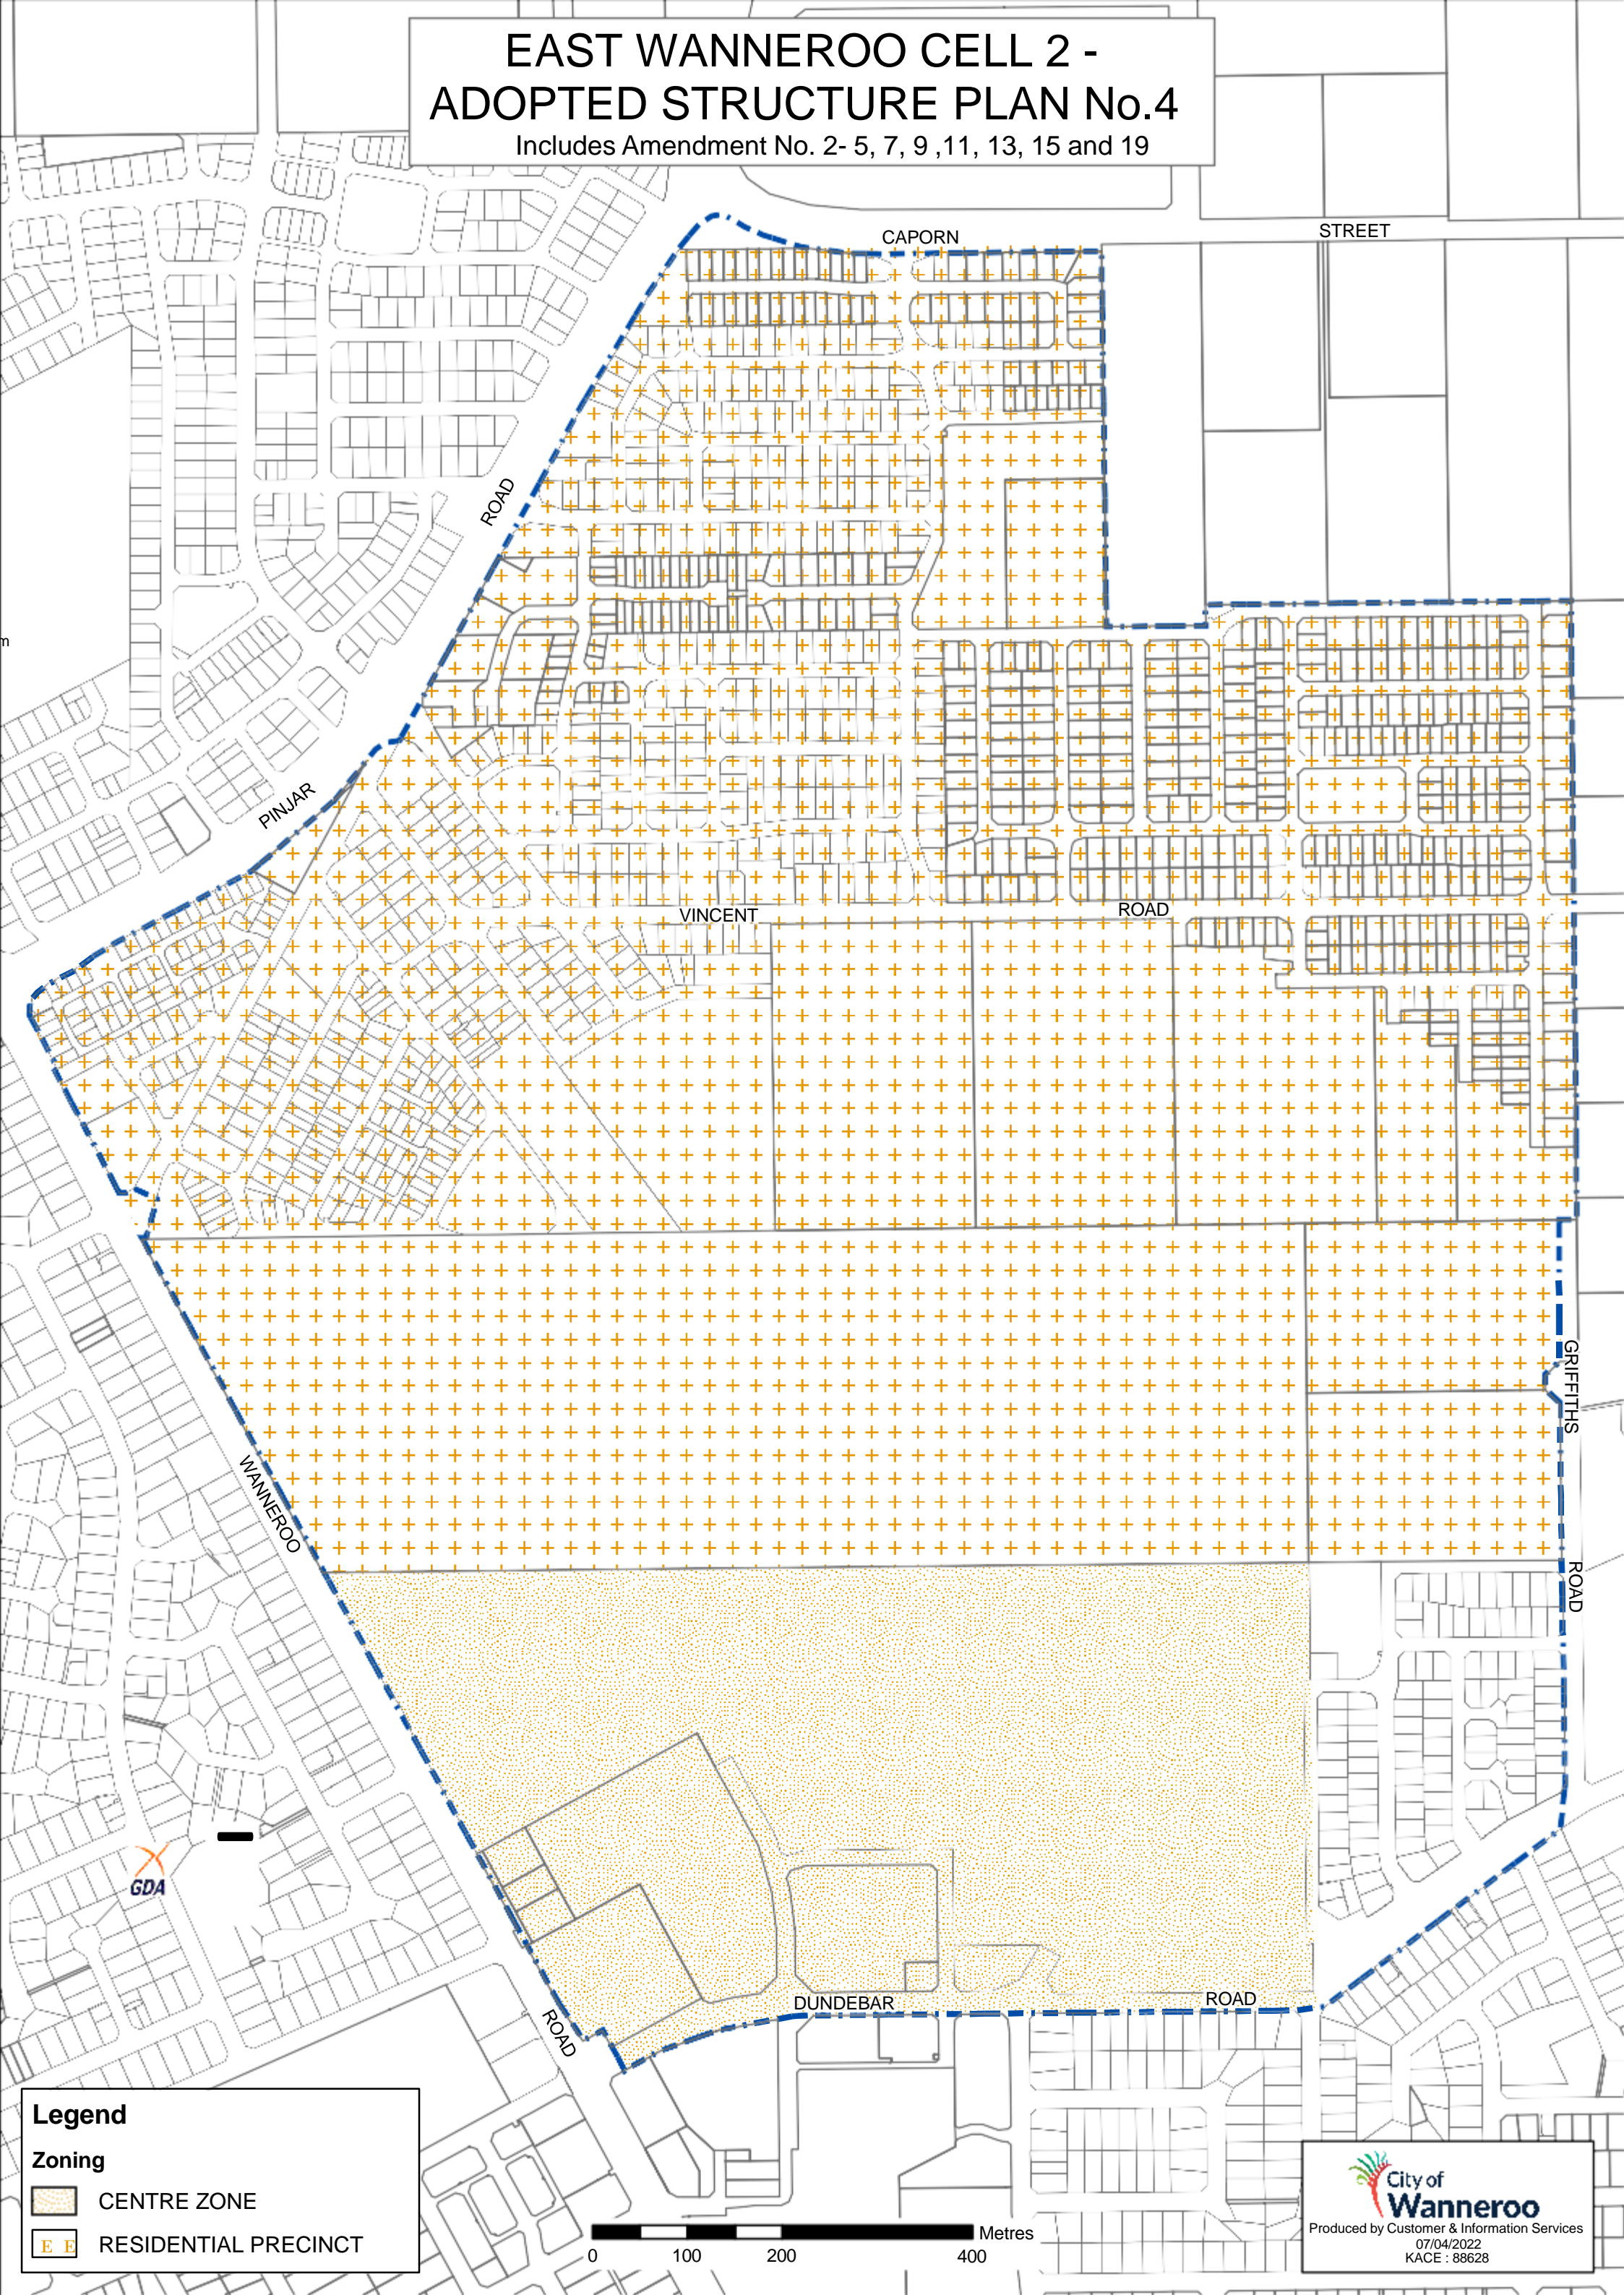 EAST WANNEROO CELL 2 -
ADOPTED STRUCTURE PLAN No.4
Includes Amendment No. 2- 5, 7, 9 ,11, 13, 15 and 19
STREET
CAPORN
ROAD
m
PINJAR
VINCENT
ROAD
GRIFFITHS
WANNEROO
ROAD
GDA
DUNDEBAR
ROAD
ROAD
Legend
Zoning
CENTRE ZONE
E E RESIDENTIAL PRECINCT
Metres
0 100 200 400
City of
Wanneroo
Produced by Customer & Information Services
07/04/2022
KACE : 88628